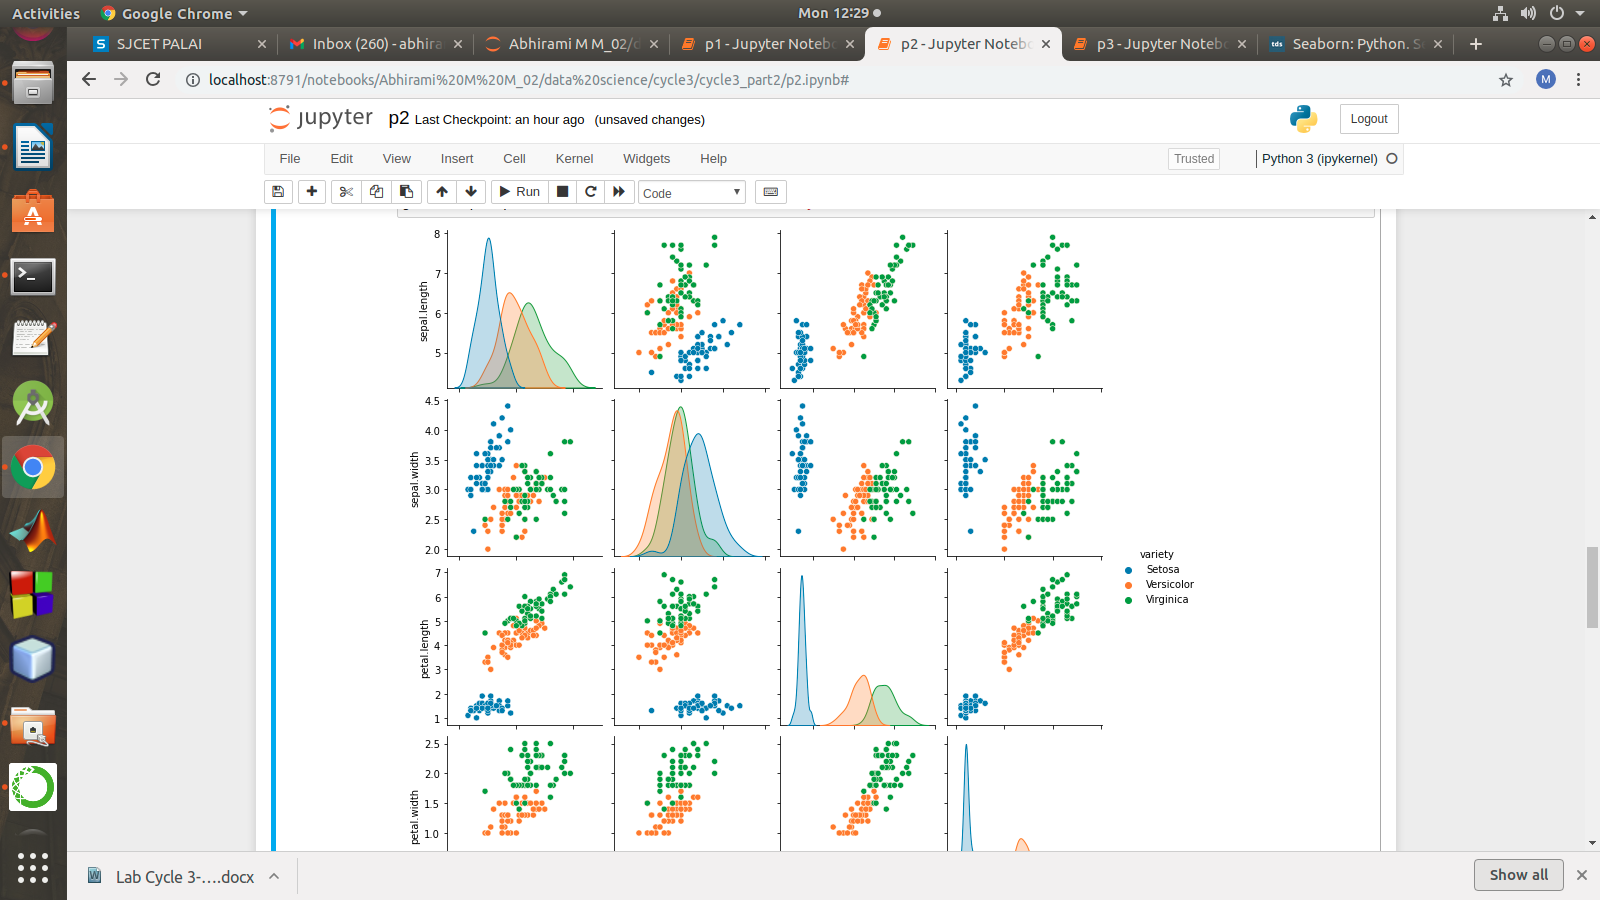 Activities
Google Chrome
Mon 12:29
SJCET PALAI
Inbox (260) - abhira
Abhirami M M_02/
p1 - Jupyter Notebo
p2 - Jupyter Notebo
p3 - Jupyter Notebo
tds
Seaborn: Python. S
localhost:8791/notebooks/Abhirami%20M%20M_02/data%20science/cycle3/cycle3_part2/p2.ipynb#
M
jupyter p2 Last Checkpoint: an hour ago (unsaved changes)
Logout
File Edit View Insert Cell Kernel Widgets Help
Trusted
Python 3 (ipykernel)
Run
Code
8
7
6
5
sepal.length
4.5
4.0
3.5
3.0
2.5
2.0
sepal.width
7
6
5
4
3
2
1
petal.length
2.5
2.0
1.5
1.0
petal.width
variety
Setosa
Versicolor
Virginica
Lab Cycle 3-....docx
Show all